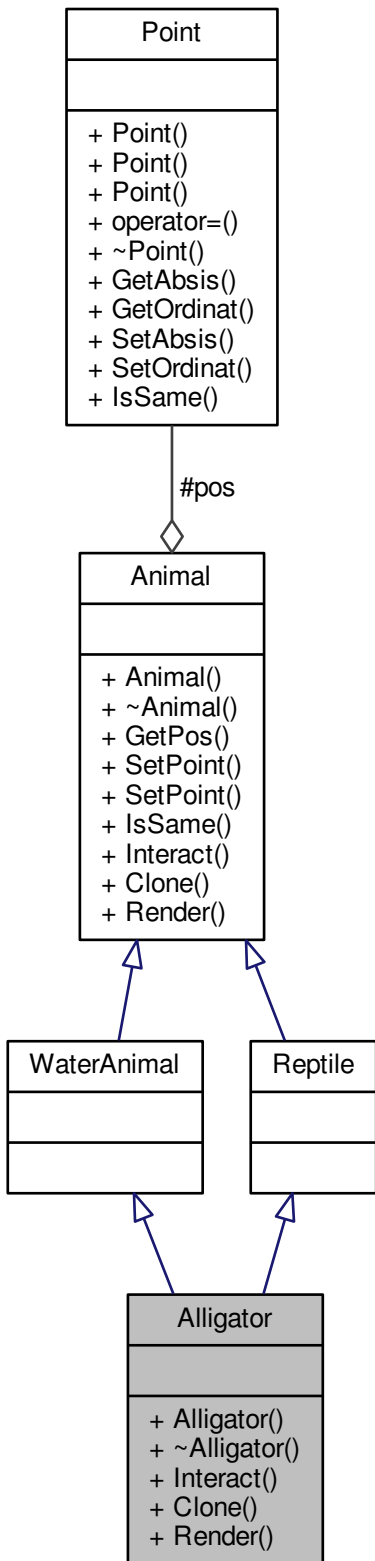 Point
+ Point()
+ Point()
+ Point()
+ operator=()
+ ~Point()
+ GetAbsis()
+ GetOrdinat()
+ SetAbsis()
+ SetOrdinat()
+ IsSame()
#pos
Animal
+ Animal()
+ ~Animal()
+ GetPos()
+ SetPoint()
+ SetPoint()
+ IsSame()
+ Interact()
+ Clone()
+ Render()
WaterAnimal
Reptile
Alligator
+ Alligator()
+ ~Alligator()
+ Interact()
+ Clone()
+ Render()